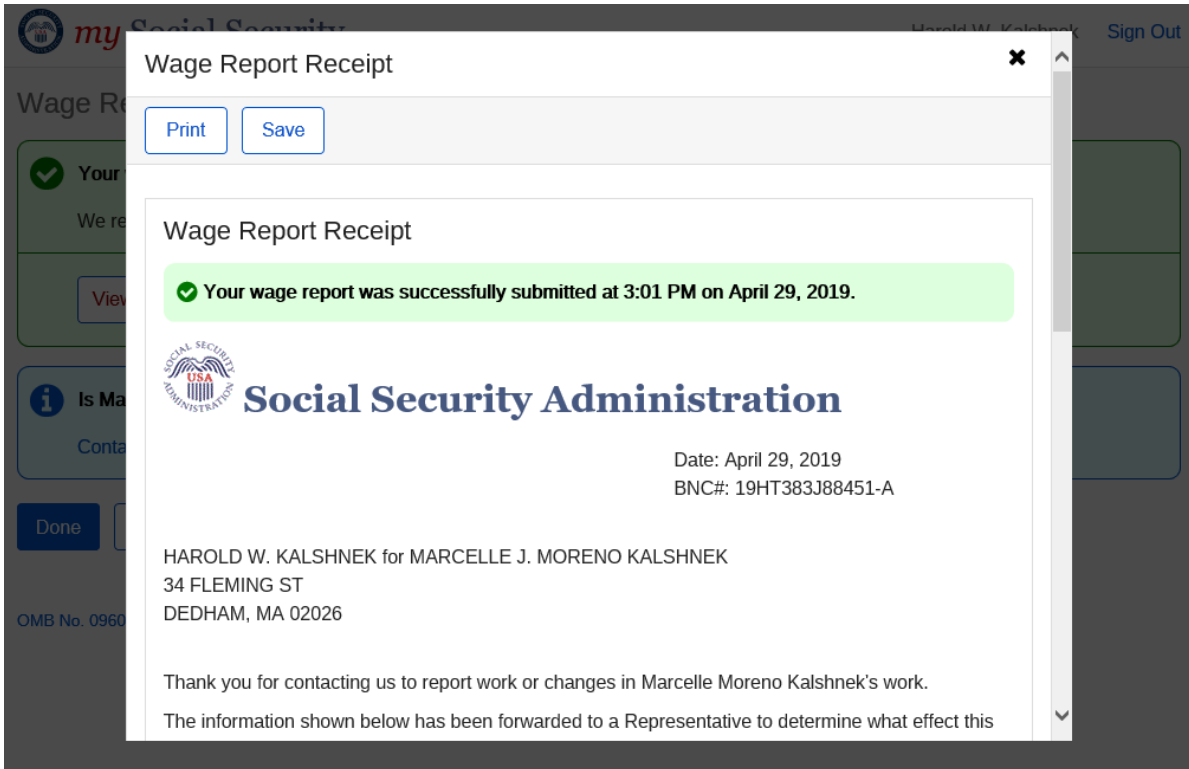 my Social Security
Harold W. Kalshnek
Sign Out
Wage Re
Your
We re
View
Is Ma
Conta
Done
OMB No. 0960
Wage Report Receipt
Print
Save
Wage Report Receipt
Your wage report was successfully submitted at 3:01 PM on April 29, 2019.
SOCIAL SECURITY ADMINISTRATION
USA
Social Security Administration
Date: April 29, 2019
BNC#: 19HT383J88451-A
HAROLD W. KALSHNEK for MARCELLE J. MORENO KALSHNEK
34 FLEMING ST
DEDHAM, MA 02026
Thank you for contacting us to report work or changes in Marcelle Moreno Kalshnek's work.
The information shown below has been forwarded to a Representative to determine what effect this